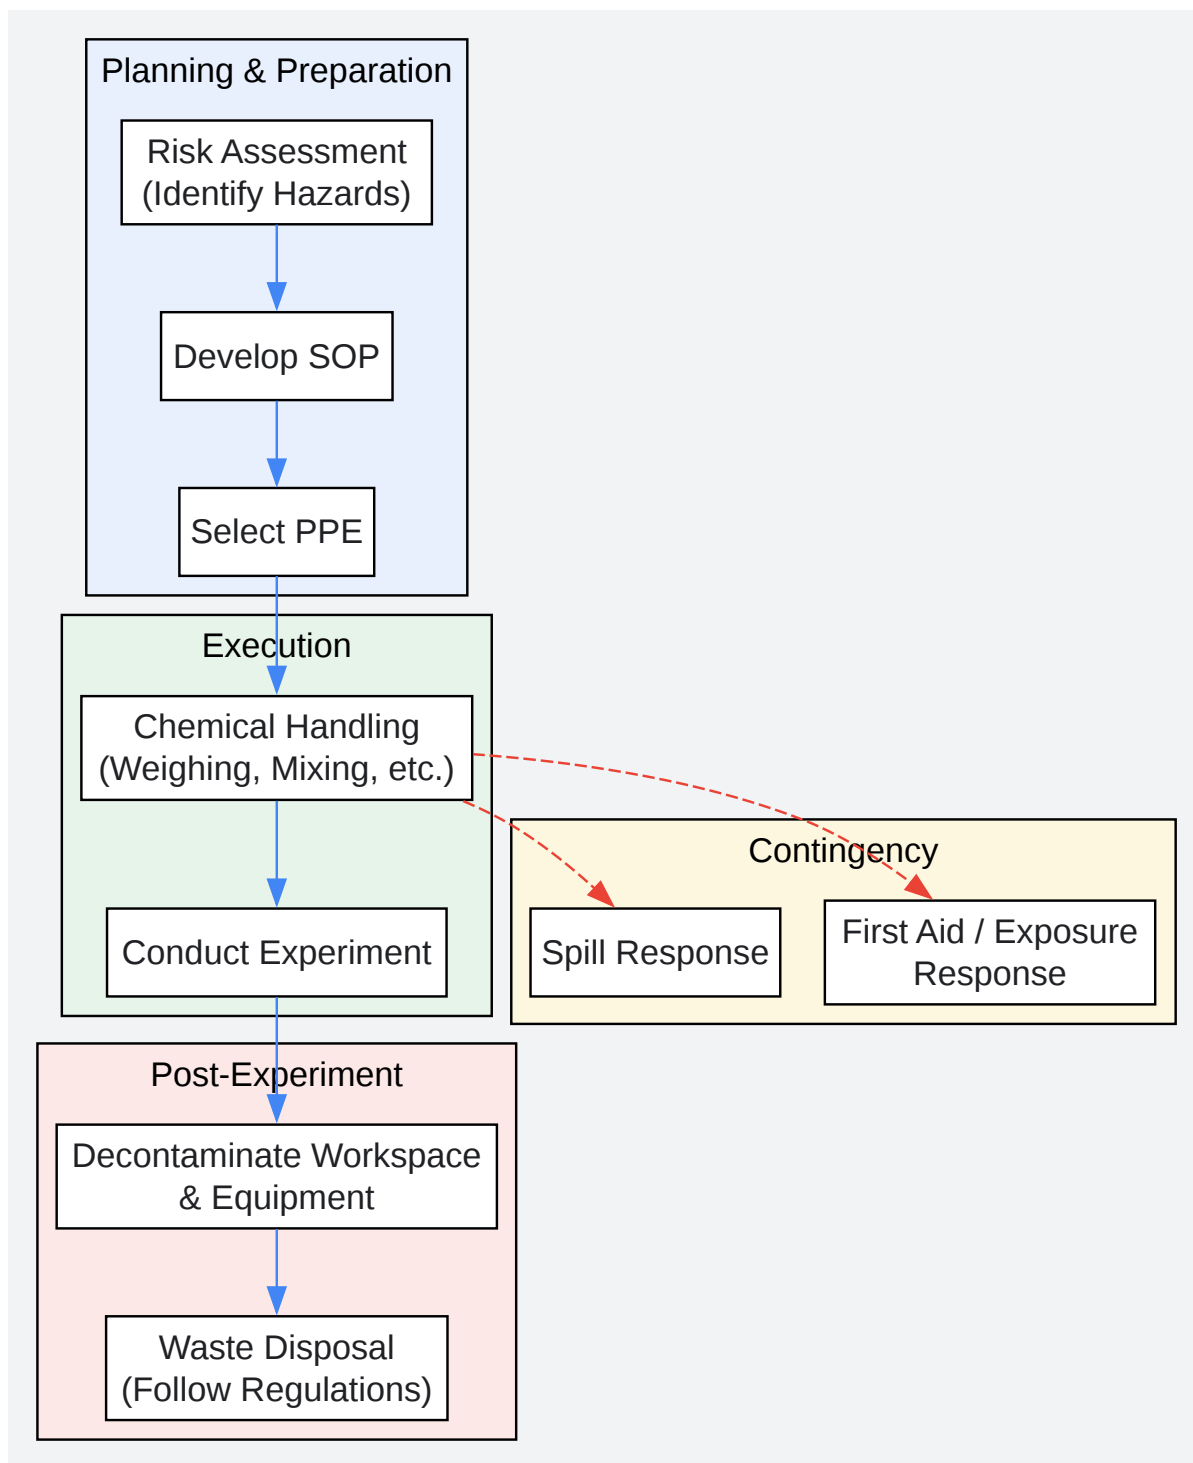 Planning & Preparation
Risk Assessment
(Identify Hazards)
Develop SOP
Select PPE
Execution
Chemical Handling
(Weighing, Mixing, etc.)
Conduct Experiment
Contingency
Spill Response
First Aid / Exposure
Response
Post-Experiment
Decontaminate Workspace
& Equipment
Waste Disposal
(Follow Regulations)